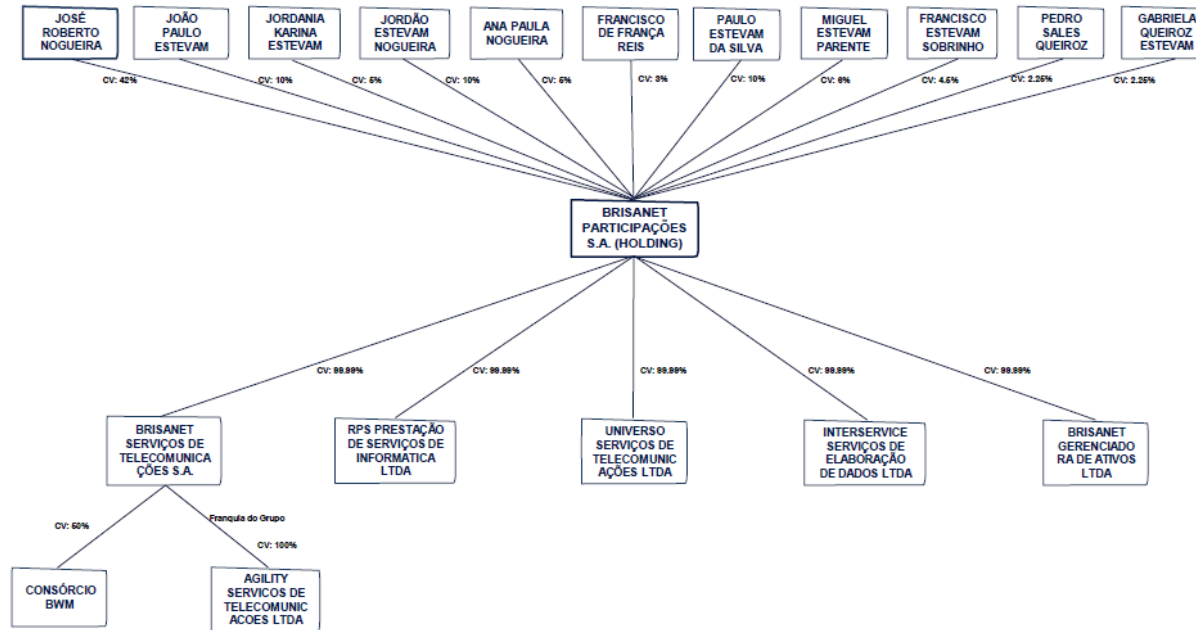 JOSÉ
ROBERTO
NOGUEIRA
JOÃO
PAULO
ESTEVAM
JORDANIA
KARINA
ESTEVAM
JORDÃO
ESTEVAM
NOGUEIRA
ANA PAULA
NOGUEIRA
FRANCISCO
DE FRANÇA
REIS
PAULO
ESTEVAM
DA SILVA
MIGUEL
ESTEVAM
PARENTE
FRANCISCO
ESTEVAM
SOBRINHO
PEDRO
SALES
QUEIROZ
GABRIELA
QUEIROZ
ESTEVAM
CV: 42%
CV: 10%
CV: 5%
CV: 10%
CV: 5%
CV: 3%
CV: 10%
CV: 6%
CV: 4.5%
CV: 2.25%
CV: 2.25%
BRISANET
PARTICIPAÇÕES
S.A. (HOLDING)
CV: 99.99%
CV: 99.99%
CV: 99.99%
CV: 99.99%
CV: 99.99%
BRISANET
SERVIÇOS DE
TELECOMUNICA
ÇÕES S.A.
RPS PRESTAÇÃO
DE SERVIÇOS DE
INFORMATICA
LTDA
UNIVERSO
SERVIÇOS DE
TELECOMUNIC
AÇÕES LTDA
INTERSERVICE
SERVIÇOS DE
ELABORAÇÃO
DE DADOS LTDA
BRISANET
GERENCIADO
RA DE ATIVOS
LTDA
CV: 50%
Franquia do Grupo
CV: 100%
CONSÓRCIO
BWM
AGILITY
SERVICOS DE
TELECOMUNIC
ACOES LTDA